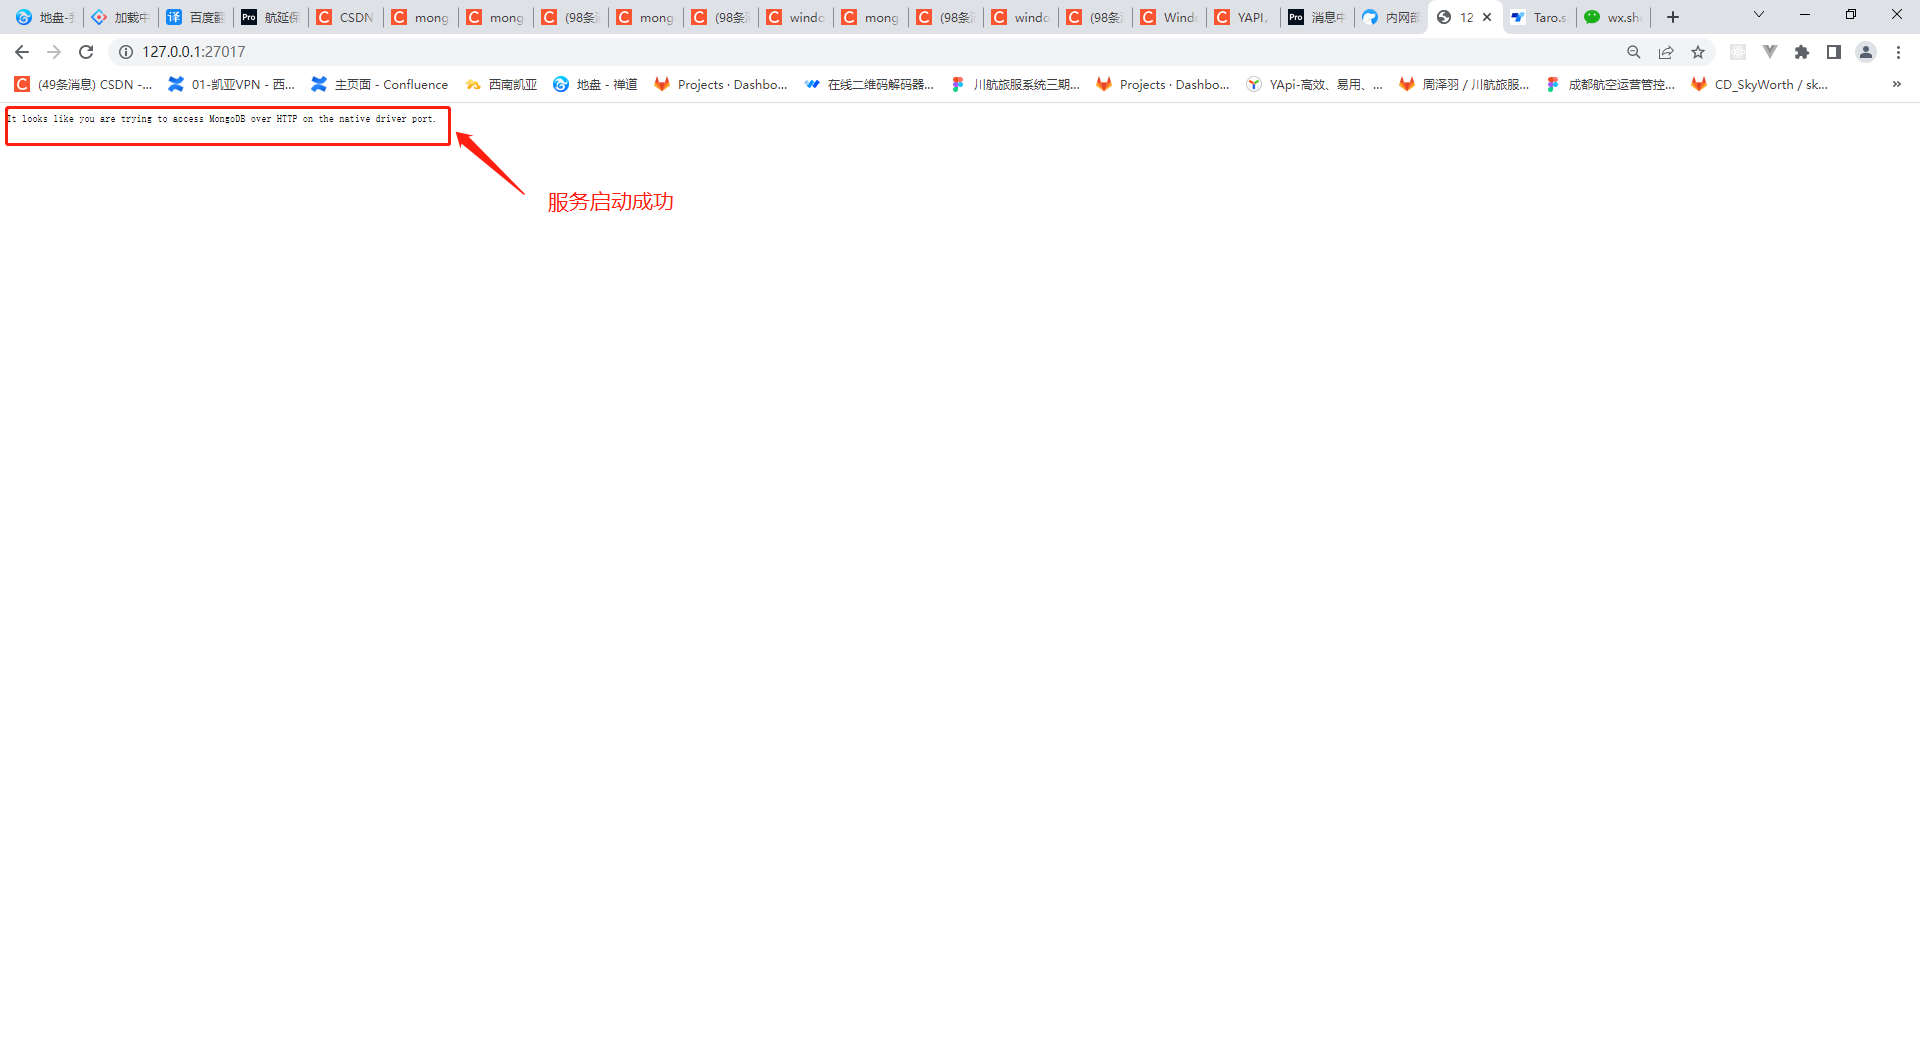 地盘-我
加载中
百度翻
航延保
CSDN
mong
mong
(98条消
mong
(98条消
windo
mong
(98条消
windo
(98条消
Windo
YAPI
消息中
内网部
12
Taro.s
wx.sh
127.0.0.1:27017
(49条消息) CSDN -...
01-凯亚VPN - 西...
主页面 - Confluence
西南凯亚
地盘 - 禅道
Projects · Dashbo...
在线二维码解码器...
川航旅服系统三期...
Projects · Dashbo...
YApi-高效、易用、...
周泽羽 / 川航旅服...
成都航空运营管控...
CD_SkyWorth / sk...
It looks like you are trying to access MongoDB over HTTP on the native driver port.
服务启动成功